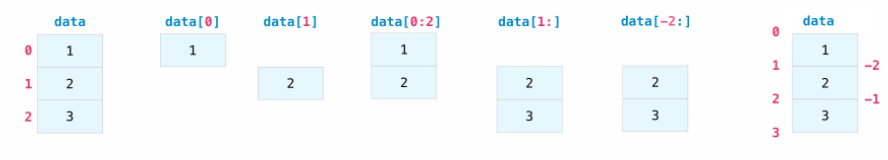 data data[0] data[1] data[0:2] data[1:] data[-2:] data
0
0 1 1 1 1
1 -2
1 2 2 2 2 2 2
2 -1
2 3 3 3 3
3